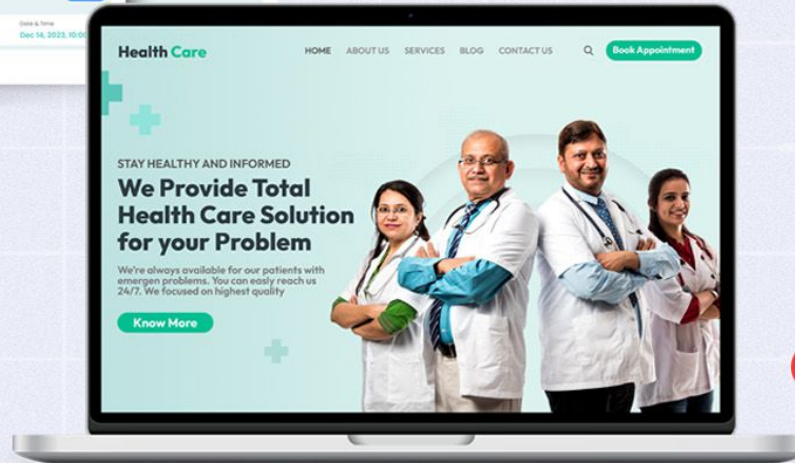 Date & Time
Dec 14, 2023, 10:00
Health Care
HOME ABOUT US SERVICES BLOG CONTACT US Book Appointment
STAY HEALTHY AND INFORMED
We Provide Total
Health Care Solution
for your Problem
We're always available for our patients with
emergen problems. You can easly reach us
24/7. We focused on highest quality
Know More